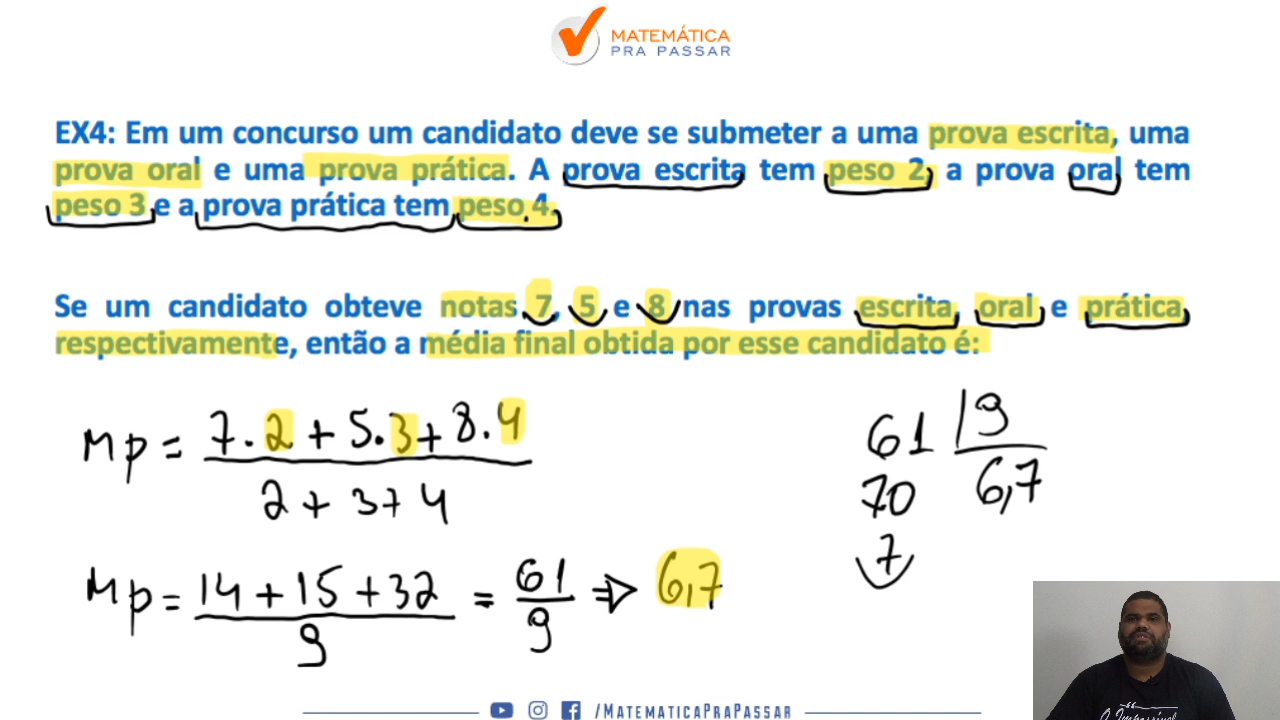 MATEMÁTICA
PRA PASSAR
EX4: Em um concurso um candidato deve se submeter a uma prova escrita, uma
prova oral e uma prova prática. A prova escrita tem peso 2, a prova oral tem
peso 3 e a prova prática tem peso 4.
Se um candidato obteve notas 7, 5 e 8 nas provas escrita, oral e prática
respectivamente, então a média final obtida por esse candidato é:
Mp = 7.2 + 5.3 + 8.4
2 + 3 + 4
Mp = 14 + 15 + 32 = 61 ⇒ 6,7
9 9
61 9
70 6,7
7
/MatematicaPraPassar